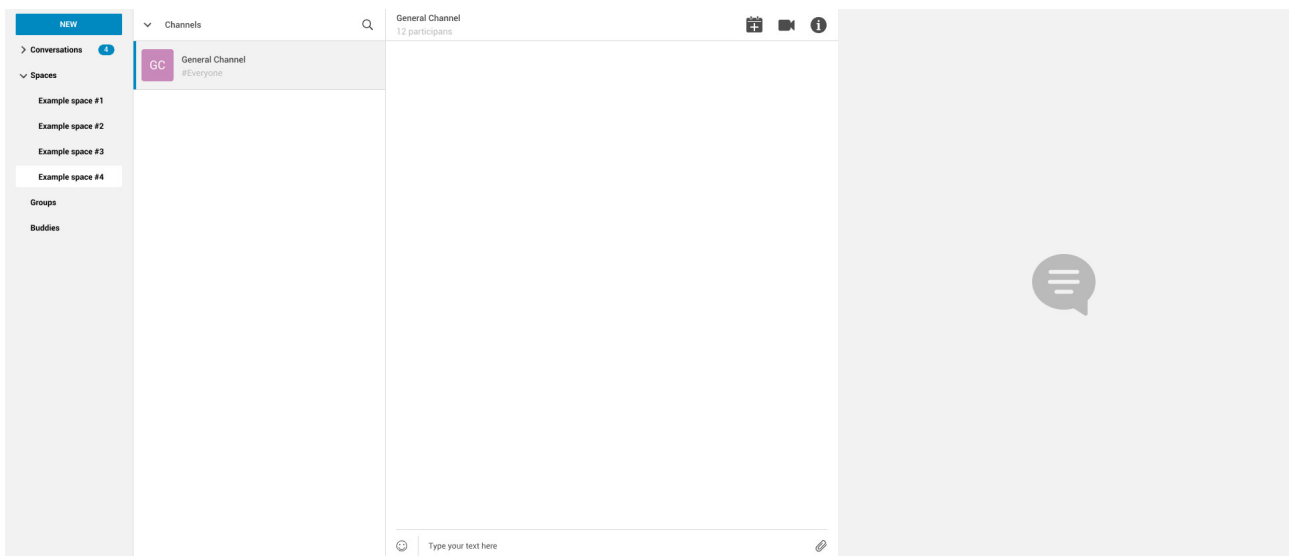 NEW
Conversations 4
Spaces
Example space #1
Example space #2
Example space #3
Example space #4
Groups
Buddies
Channels
GC
General Channel
#Everyone
General Channel
12 participans
Type your text here